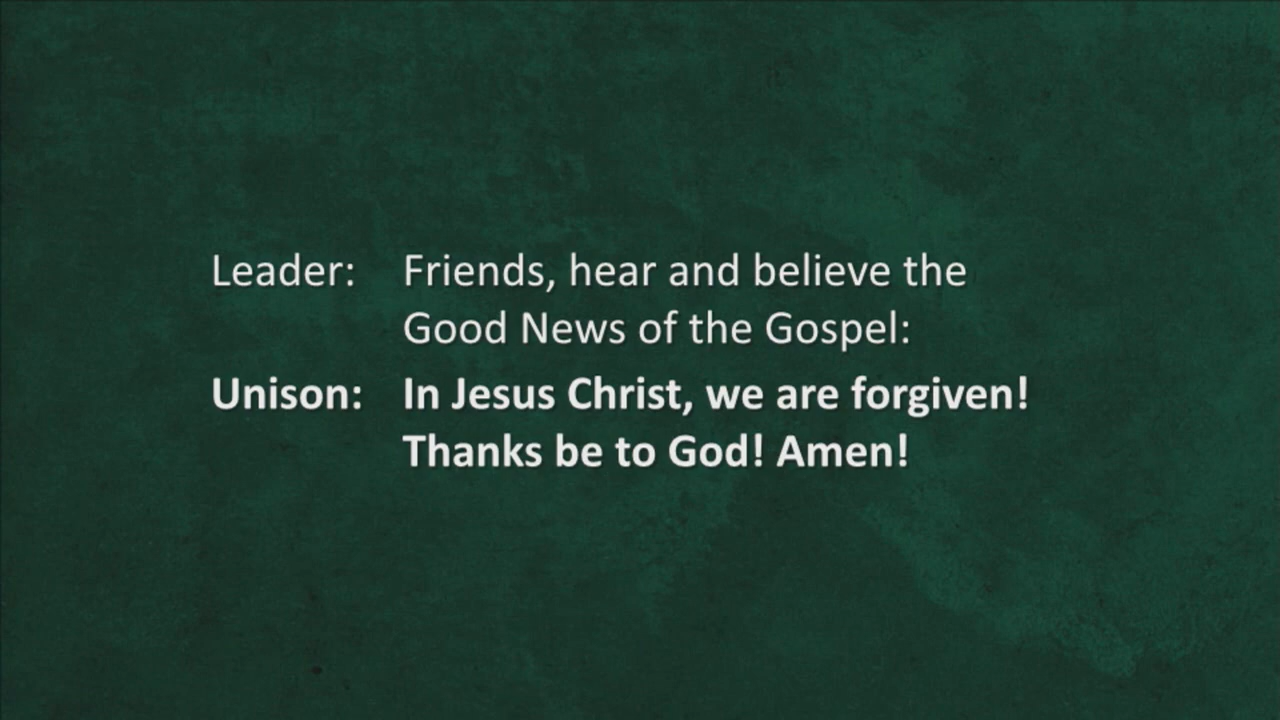 Leader: Friends, hear and believe the
Good News of the Gospel:
Unison: In Jesus Christ, we are forgiven!
Thanks be to God! Amen!